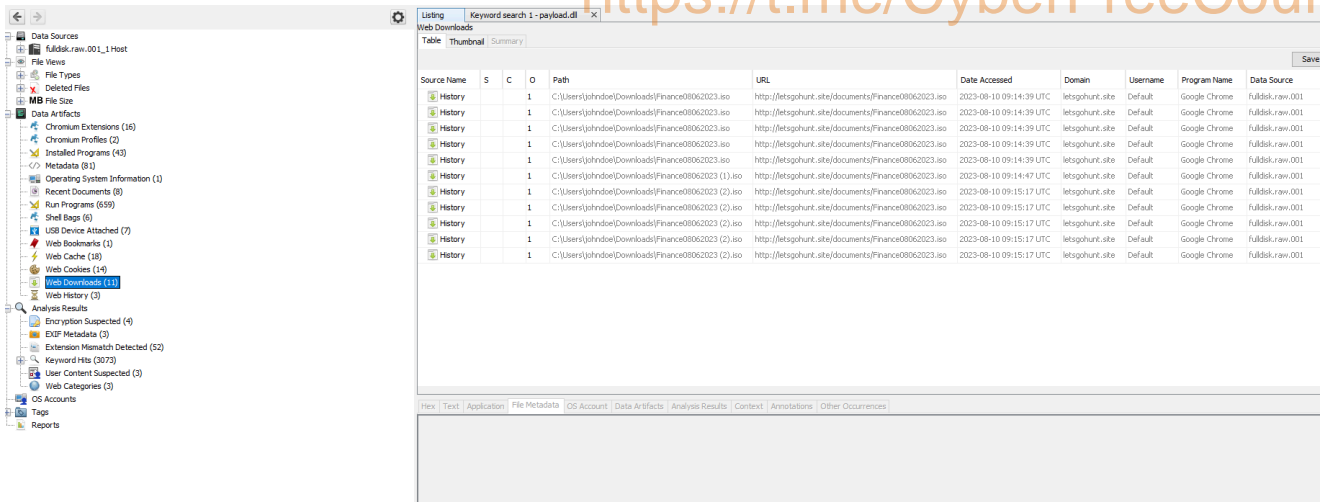 https://t.me/CyberFreeCour
Listing Keyword search 1 - payload.dl ×
Web Downloads
Table Thumbnail Summary
Save
Data Sources
fulldisk.raw.001_1 Host
File Views
File Types
Deleted Files
MB File Size
Data Artifacts
Chromium Extensions (16)
Chromium Profiles (2)
Installed Programs (43)
Metadata (81)
Operating System Information (1)
Recent Documents (8)
Run Programs (659)
Shell Bags (6)
USB Device Attached (7)
Web Bookmarks (1)
Web Cache (18)
Web Cookies (14)
Web Downloads (11)
Web History (3)
Analysis Results
Encryption Suspected (4)
EXIF Metadata (3)
Extension Mismatch Detected (52)
Keyword Hits (3073)
User Content Suspected (3)
Web Categories (3)
OS Accounts
Tags
Reports
Source Name S C O Path URL Date Accessed Domain Username Program Name Data Source
History 1 C:\Users\johndoe\Downloads\Finance08062023.iso http://letsgohunt.site/documents/Finance08062023.iso 2023-08-10 09:14:39 UTC letsgohunt.site Default Google Chrome fulldisk.raw.001
History 1 C:\Users\johndoe\Downloads\Finance08062023.iso http://letsgohunt.site/documents/Finance08062023.iso 2023-08-10 09:14:39 UTC letsgohunt.site Default Google Chrome fulldisk.raw.001
History 1 C:\Users\johndoe\Downloads\Finance08062023.iso http://letsgohunt.site/documents/Finance08062023.iso 2023-08-10 09:14:39 UTC letsgohunt.site Default Google Chrome fulldisk.raw.001
History 1 C:\Users\johndoe\Downloads\Finance08062023.iso http://letsgohunt.site/documents/Finance08062023.iso 2023-08-10 09:14:39 UTC letsgohunt.site Default Google Chrome fulldisk.raw.001
History 1 C:\Users\johndoe\Downloads\Finance08062023.iso http://letsgohunt.site/documents/Finance08062023.iso 2023-08-10 09:14:39 UTC letsgohunt.site Default Google Chrome fulldisk.raw.001
History 1 C:\Users\johndoe\Downloads\Finance08062023 (1).iso http://letsgohunt.site/documents/Finance08062023.iso 2023-08-10 09:14:47 UTC letsgohunt.site Default Google Chrome fulldisk.raw.001
History 1 C:\Users\johndoe\Downloads\Finance08062023 (2).iso http://letsgohunt.site/documents/Finance08062023.iso 2023-08-10 09:15:17 UTC letsgohunt.site Default Google Chrome fulldisk.raw.001
History 1 C:\Users\johndoe\Downloads\Finance08062023 (2).iso http://letsgohunt.site/documents/Finance08062023.iso 2023-08-10 09:15:17 UTC letsgohunt.site Default Google Chrome fulldisk.raw.001
History 1 C:\Users\johndoe\Downloads\Finance08062023 (2).iso http://letsgohunt.site/documents/Finance08062023.iso 2023-08-10 09:15:17 UTC letsgohunt.site Default Google Chrome fulldisk.raw.001
History 1 C:\Users\johndoe\Downloads\Finance08062023 (2).iso http://letsgohunt.site/documents/Finance08062023.iso 2023-08-10 09:15:17 UTC letsgohunt.site Default Google Chrome fulldisk.raw.001
History 1 C:\Users\johndoe\Downloads\Finance08062023 (2).iso http://letsgohunt.site/documents/Finance08062023.iso 2023-08-10 09:15:17 UTC letsgohunt.site Default Google Chrome fulldisk.raw.001
Hex Text Application File Metadata OS Account Data Artifacts Analysis Results Context Annotations Other Occurrences